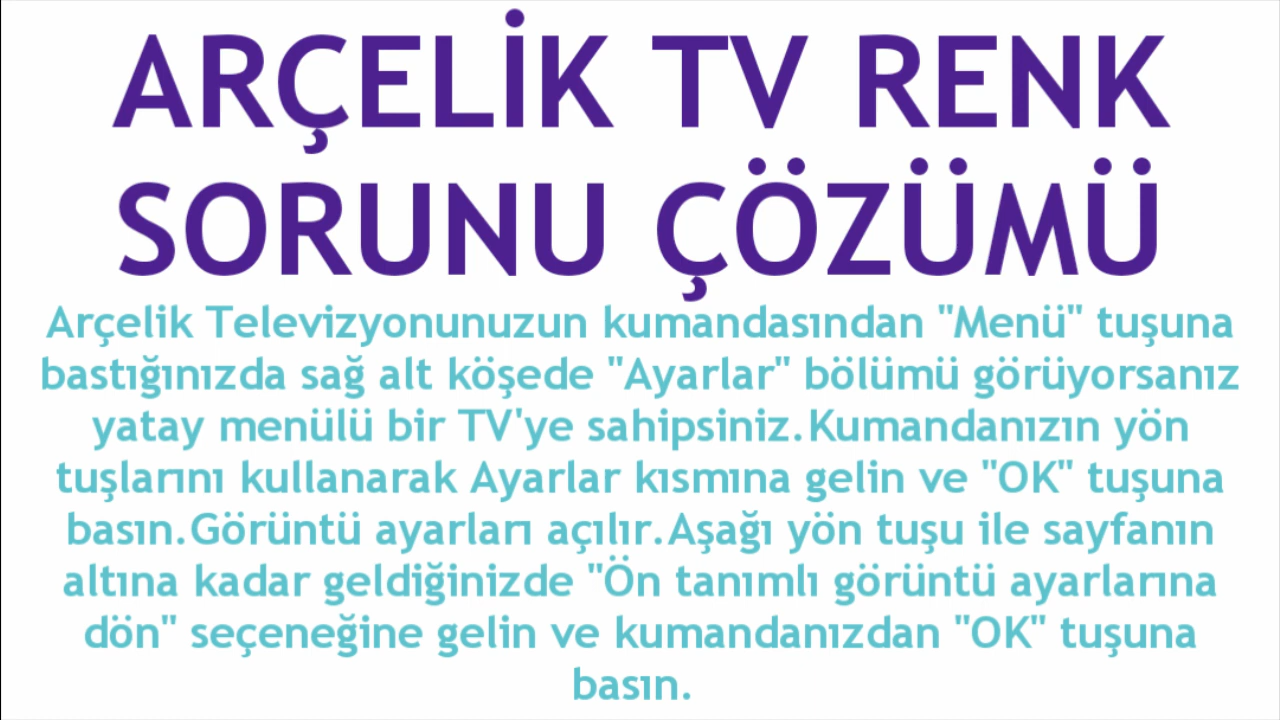 ARÇELİK TV RENK
SORUNU ÇÖZÜMÜ
Arçelik Televizyonunuzun kumandasından "Menü" tuşuna
bastığınızda sağ alt köşede "Ayarlar" bölümü görüyorsanız
yatay menülü bir TV'ye sahipsiniz.Kumandanızın yön
tuşlarını kullanarak Ayarlar kısmına gelin ve "OK" tuşuna
basın.Görüntü ayarları açılır.Aşağı yön tuşu ile sayfanın
altına kadar geldiğinizde "Ön tanımlı görüntü ayarlarına
dön" seçeneğine gelin ve kumandanızdan "OK" tuşuna
basın.